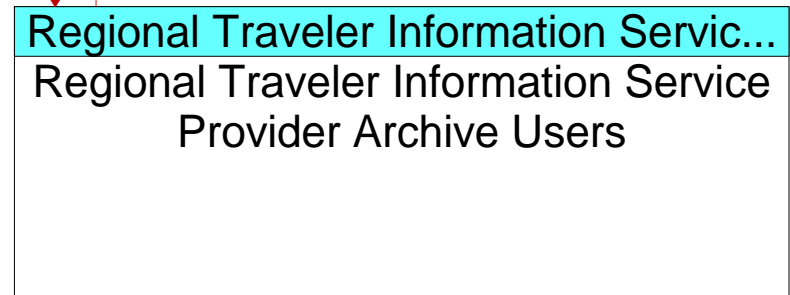 Regional Traveler Information Servic...
Regional Traveler Information Service
Provider Archive Users